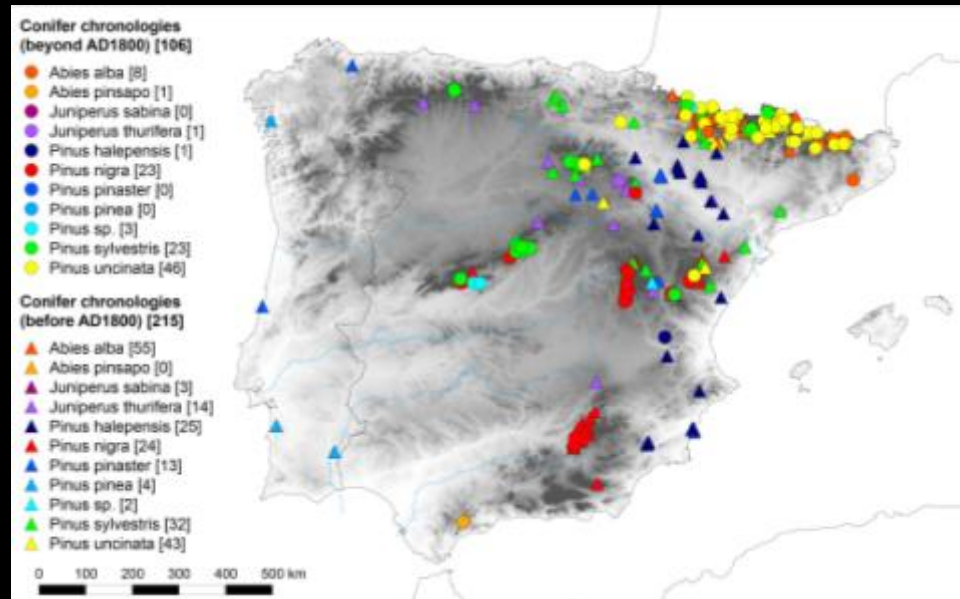 Conifer chronologies
(beyond AD1800) [106]
Abies alba [8]
Abies pinsapo [1]
Juniperus sabina [0]
Juniperus thurifera [1]
Pinus halepensis [1]
Pinus nigra [23]
Pinus pinaster [0]
Pinus pinea [0]
Pinus sp. [3]
Pinus sylvestris [23]
Pinus uncinata [46]
Conifer chronologies
(before AD1800) [215]
Abies alba [55]
Abies pinsapo [0]
Juniperus sabina [3]
Juniperus thurifera [14]
Pinus halepensis [25]
Pinus nigra [24]
Pinus pinaster [13]
Pinus pinea [4]
Pinus sp. [2]
Pinus sylvestris [32]
Pinus uncinata [43]
0 100 200 300 400 500 km